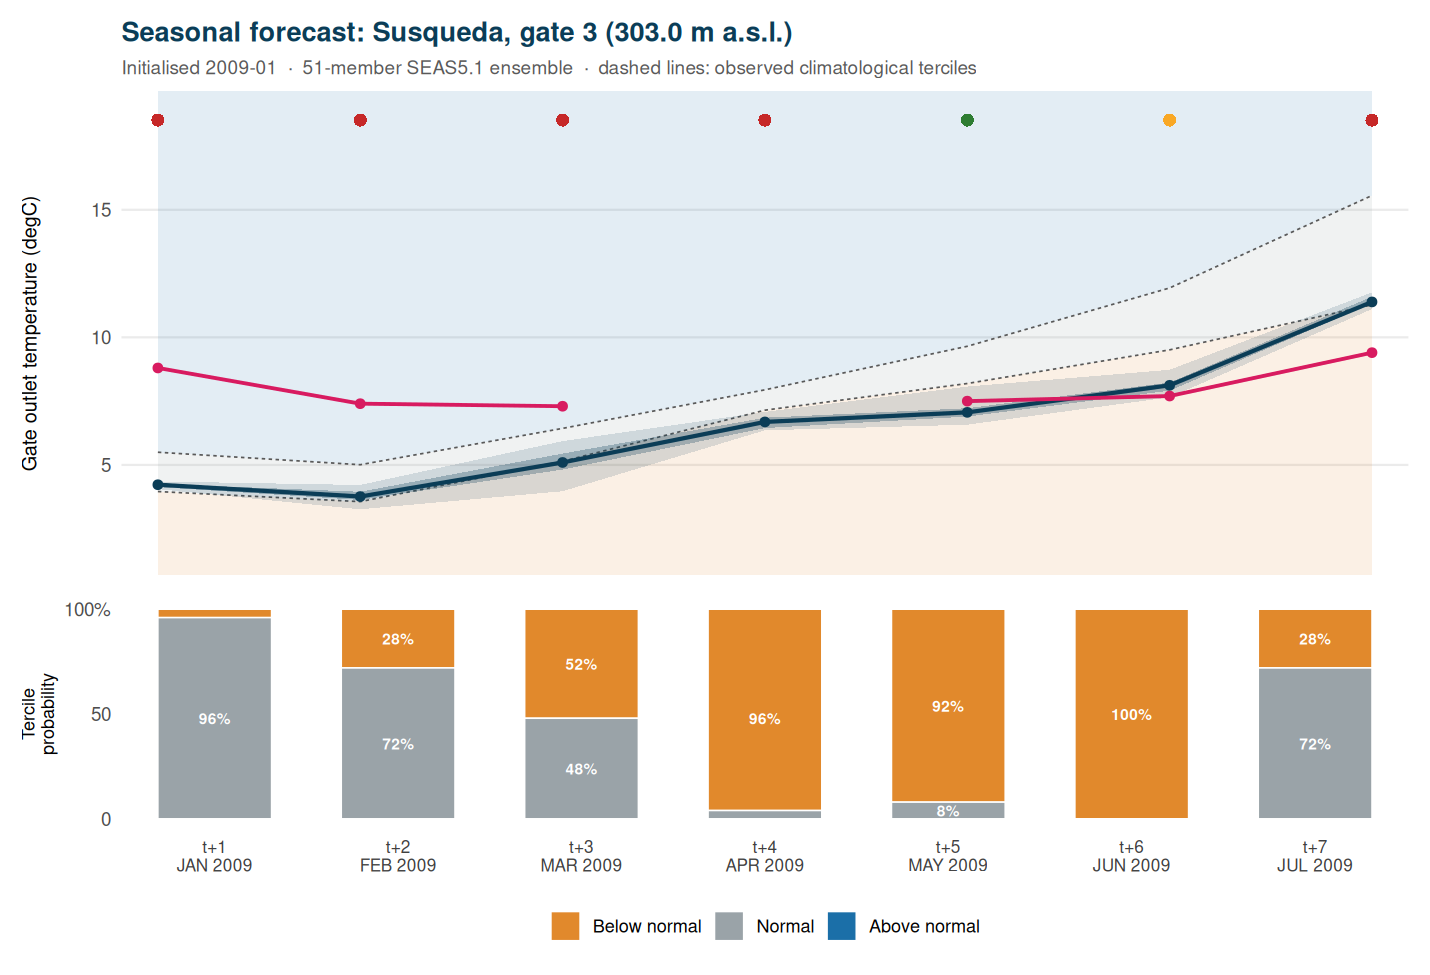 Seasonal forecast: Susqueda, gate 3 (303.0 m a.s.l.)
Initialised 2009-01 · 51-member SEAS5.1 ensemble · dashed lines: observed climatological terciles
Gate outlet temperature (degC)
15
10
5
Tercile
probability
100%
50
0
28%
52%
96%
92%
100%
28%
96%
72%
48%
8%
72%
t+1
JAN 2009
t+2
FEB 2009
t+3
MAR 2009
t+4
APR 2009
t+5
MAY 2009
t+6
JUN 2009
t+7
JUL 2009
Below normal
Normal
Above normal